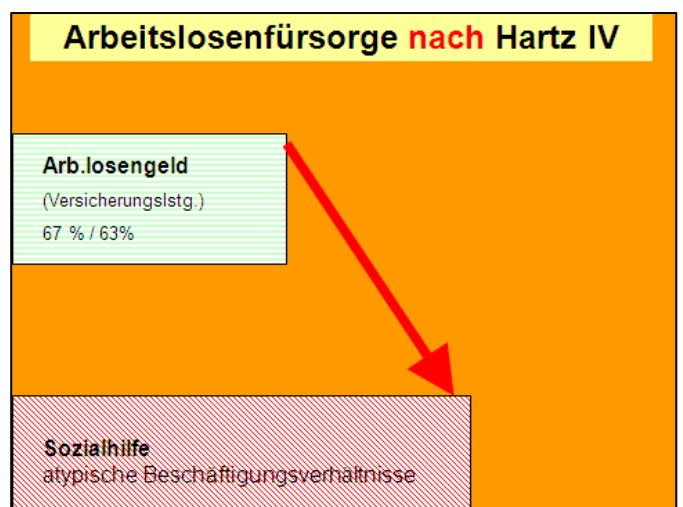 Arbeitslosenfürsorge nach Hartz IV
Arb.losengeld
(Versicherungslstg.)
67 % / 63%
Sozialhilfe
atypische Beschäftigungsverhältnisse